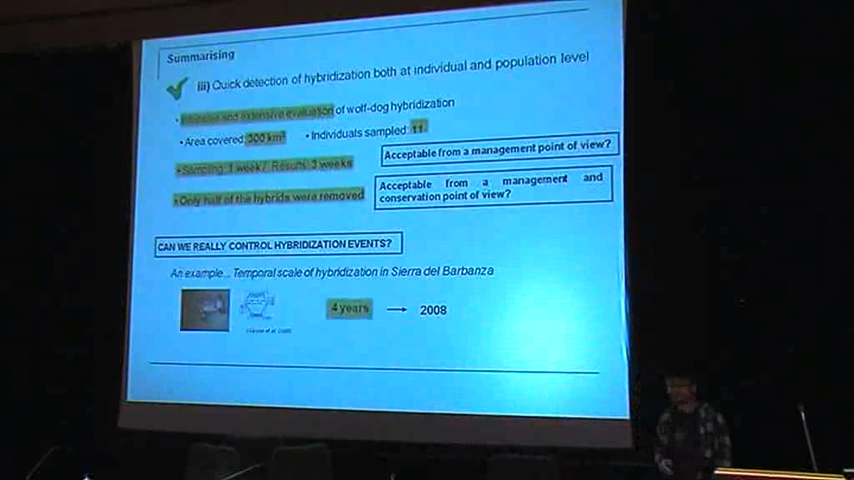 Summarising
iii) Quick detection of hybridization both at individual and population level
• Intensive and extensive evaluation of wolf-dog hybridization
• Area covered 300 km² • Individuals sampled: 11
Acceptable from a management point of view?
• Sampling: 1 week / Results: 3 weeks
Acceptable from a management and
conservation point of view?
• Only half of the hybrids were removed
CAN WE REALLY CONTROL HYBRIDIZATION EVENTS?
An example... Temporal scale of hybridization in Sierra del Barbanza
4 years → 2008